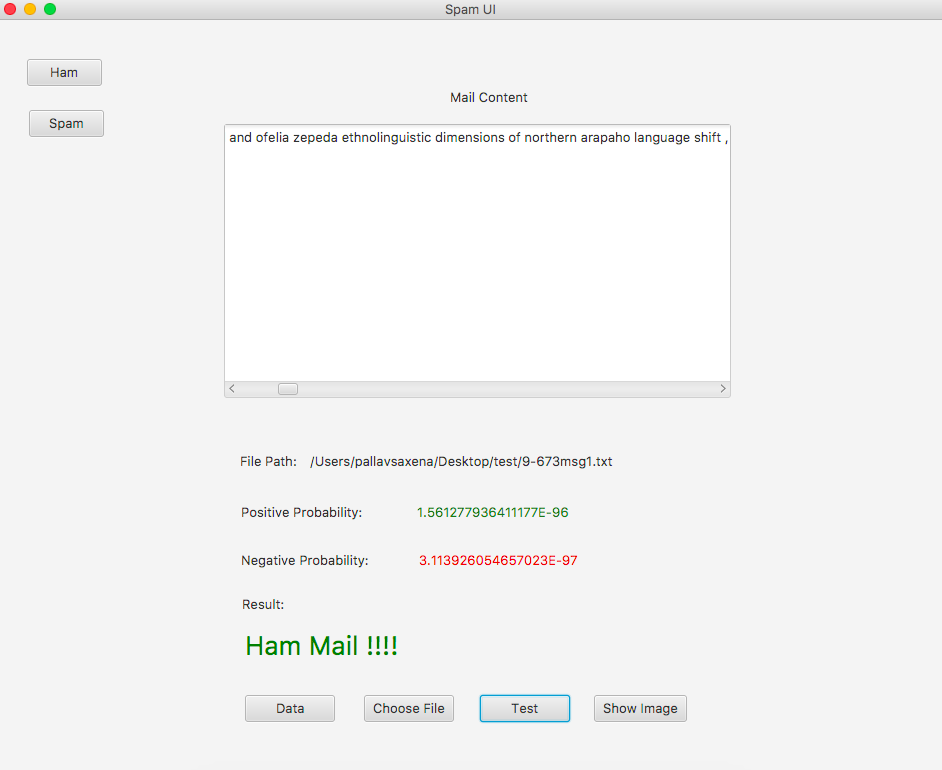 Spam UI
Ham
Mail Content
Spam
and ofelia zepeda ethnolinguistic dimensions of northern arapaho language shift ,
File Path: /Users/pallavsaxena/Desktop/test/9-673msg1.txt
Positive Probability: 1.561277936411177E-96
Negative Probability: 3.113926054657023E-97
Result:
Ham Mail !!!!
Data Choose File Test Show Image